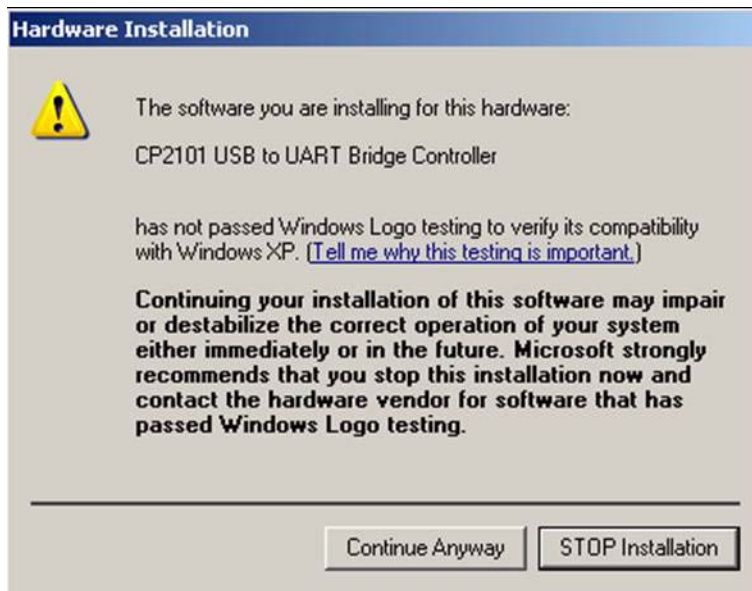 Hardware Installation
The software you are installing for this hardware:
CP2101 USB to UART Bridge Controller
has not passed Windows Logo testing to verify its compatibility
with Windows XP. (Tell me why this testing is important.)
Continuing your installation of this software may impair
or destabilize the correct operation of your system
either immediately or in the future. Microsoft strongly
recommends that you stop this installation now and
contact the hardware vendor for software that has
passed Windows Logo testing.
Continue Anyway
STOP Installation